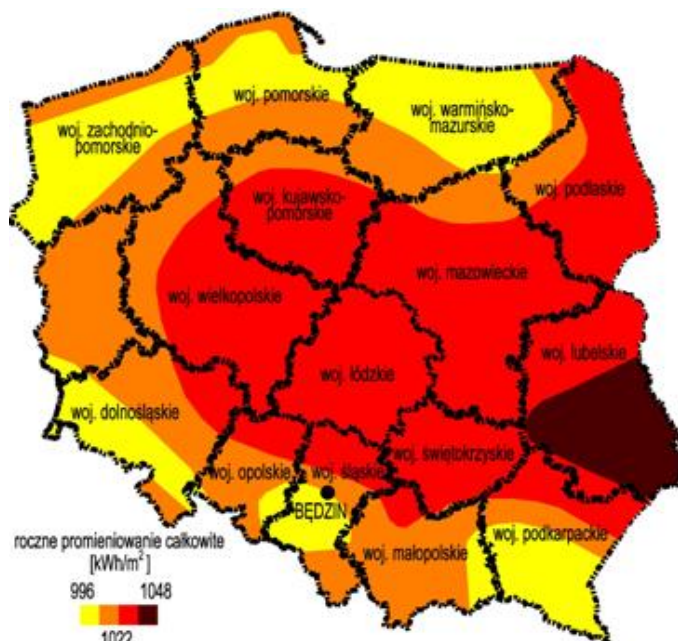 woj. pomorskie
woj. zachodnio-
pomorskie
woj. warmińsko-
mazurskie
woj. podlaskie
woj. kujawsko-
pomorskie
woj. mazowieckie
woj. wielkopolskie
woj. lubelskie
woj. łódzkie
woj. dolnośląskie
woj. świętokrzyskie
woj. opolskie
woj. śląskie
BĘDZIN
woj. podkarpackie
woj. małopolskie
roczne promieniowanie całkowite
[kWh/m²]
996 1048
1022